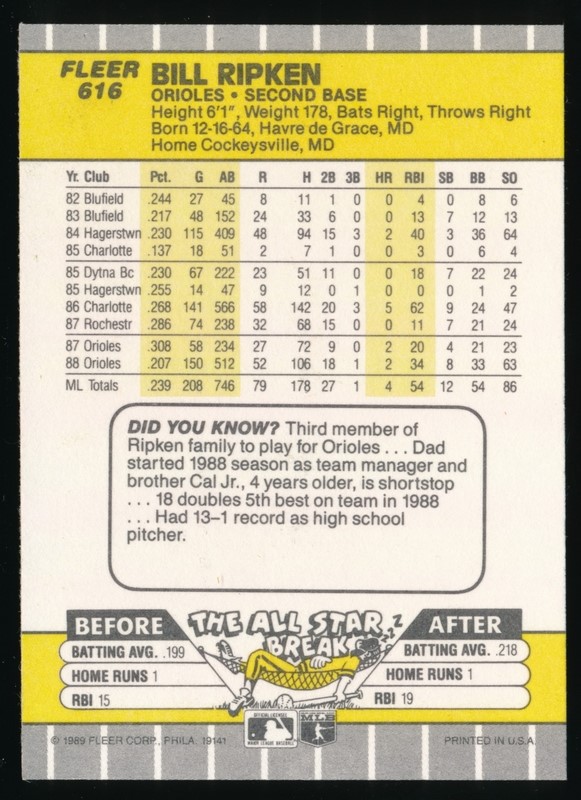 FLEER
616
BILL RIPKEN
ORIOLES • SECOND BASE
Height 6'1", Weight 178, Bats Right, Throws Right
Born 12-16-64, Havre de Grace, MD
Home Cockeysville, MD
Yr. Club Pct. G AB R H 2B 3B HR RBI SB BB SO
82 Blufield .244 27 45 8 11 1 0 0 4 0 8 6
83 Blufield .217 48 152 24 33 6 0 0 13 7 12 13
84 Hagerstwn .230 115 409 48 94 15 3 2 40 3 36 64
85 Charlotte .137 18 51 2 7 1 0 0 3 0 6 4
85 Dytna Bc .230 67 222 23 51 11 0 0 18 7 22 24
85 Hagerstwn .255 14 47 9 12 0 1 0 0 0 1 2
86 Charlotte .268 141 566 58 142 20 3 5 62 9 24 47
87 Rochestr .286 74 238 32 68 15 0 0 11 7 21 24
87 Orioles .308 58 234 27 72 9 0 2 20 4 21 23
88 Orioles .207 150 512 52 106 18 1 2 34 8 33 63
ML Totals .239 208 746 79 178 27 1 4 54 12 54 86
DID YOU KNOW? Third member of
Ripken family to play for Orioles . . . Dad
started 1988 season as team manager and
brother Cal Jr., 4 years older, is shortstop
. . . 18 doubles 5th best on team in 1988
. . . Had 13–1 record as high school
pitcher.
BEFORE
THE ALL STAR
BREAK
Z Z Z
AFTER
BATTING AVG. .199
HOME RUNS 1
RBI 15
BATTING AVG. .218
HOME RUNS 1
RBI 19
OFFICIAL LICENSEE
MAJOR LEAGUE BASEBALL
MLB
© 1989 FLEER CORP., PHILA. 19141
PRINTED IN U.S.A.